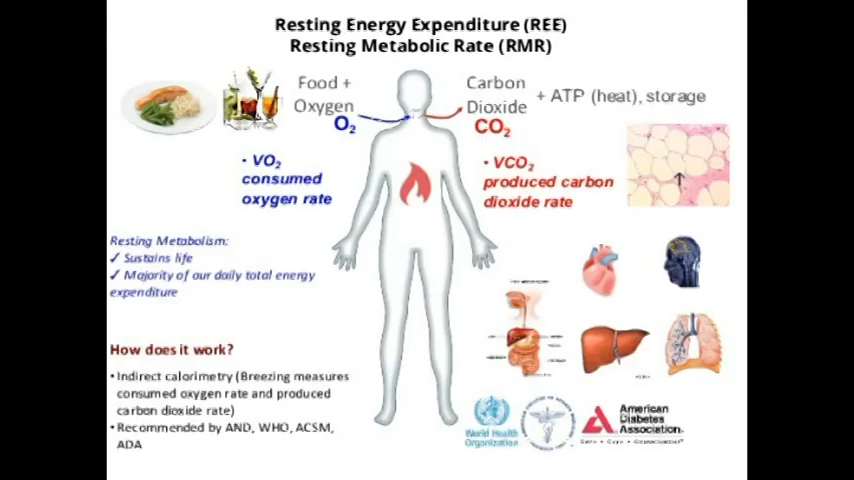 Resting Energy Expenditure (REE)
Resting Metabolic Rate (RMR)
Food +
Oxygen
O₂
Carbon
Dioxide
CO₂
+ ATP (heat), storage
• VO₂
consumed
oxygen rate
• VCO₂
produced carbon
dioxide rate
Resting Metabolism:
✓ Sustains life
✓ Majority of our daily total energy
expenditure
How does it work?
• Indirect calorimetry (Breezing measures
consumed oxygen rate and produced
carbon dioxide rate)
• Recommended by AND, WHO, ACSM,
ADA
World Health
Organization
American
Diabetes
Association.